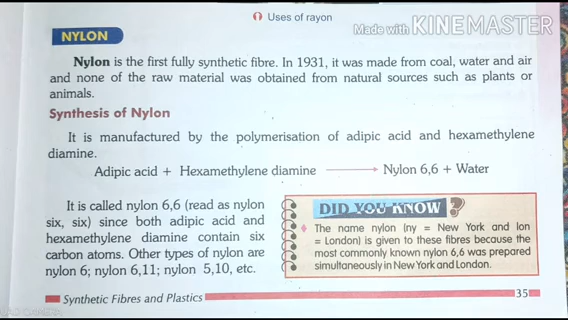 Uses of rayon
Made with KINEMASTER
NYLON
Nylon is the first fully synthetic fibre. In 1931, it was made from coal, water and air
and none of the raw material was obtained from natural sources such as plants or
animals.
Synthesis of Nylon
It is manufactured by the polymerisation of adipic acid and hexamethylene
diamine.
Adipic acid + Hexamethylene diamine → Nylon 6,6 + Water
It is called nylon 6,6 (read as nylon
six, six) since both adipic acid and
hexamethylene diamine contain six
carbon atoms. Other types of nylon are
nylon 6; nylon 6,11; nylon 5,10, etc.
DID YOU KNOW ?
The name nylon (ny = New York and lon
= London) is given to these fibres because the
most commonly known nylon 6,6 was prepared
simultaneously in New York and London.
Synthetic Fibres and Plastics 35